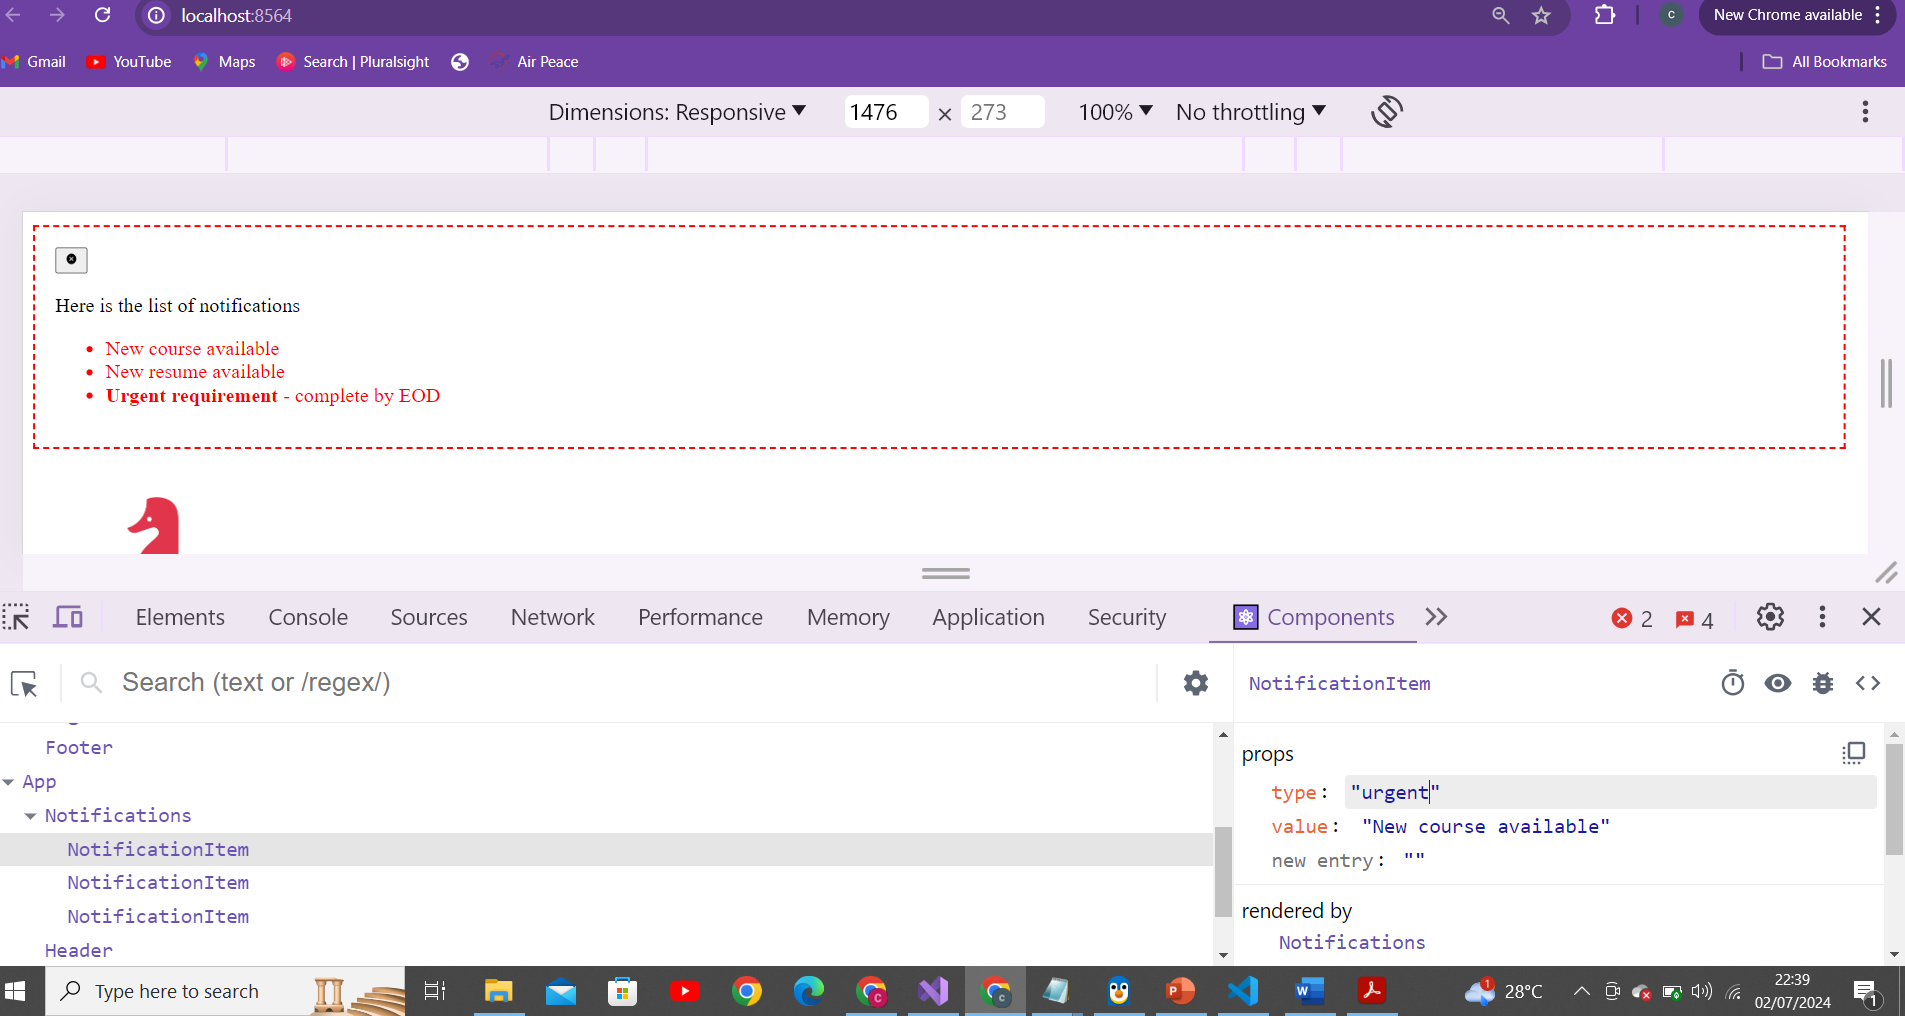 localhost:8564
C
New Chrome available
Gmail
YouTube
Maps
Search | Pluralsight
Air Peace
All Bookmarks
Dimensions: Responsive
1476
×
273
100%
No throttling
Here is the list of notifications
New course available
New resume available
Urgent requirement - complete by EOD
Elements
Console
Sources
Network
Performance
Memory
Application
Security
Components
2
4
Search (text or /regex/)
NotificationItem
Footer
App
Notifications
NotificationItem
NotificationItem
NotificationItem
Header
props
type: "urgent"
value: "New course available"
new entry: ""
rendered by
Notifications
Type here to search
1
28°C
22:39
02/07/2024
1